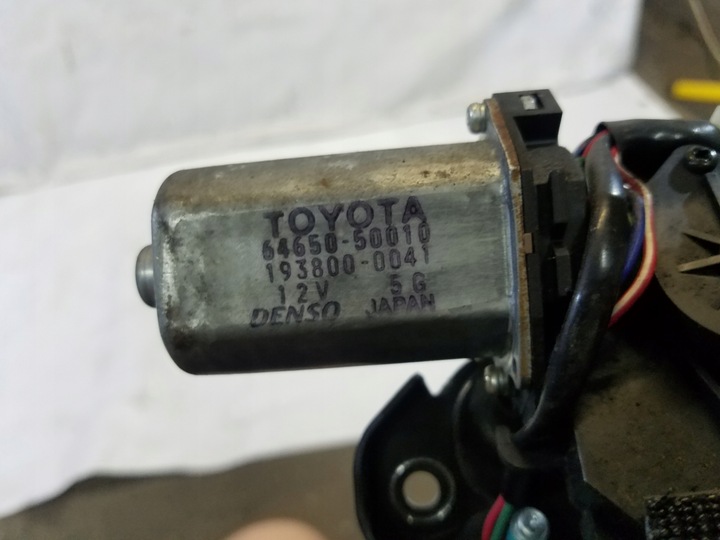 TOYOTA
64650-50010
193800-0041
12V 5G
DENSO JAPAN